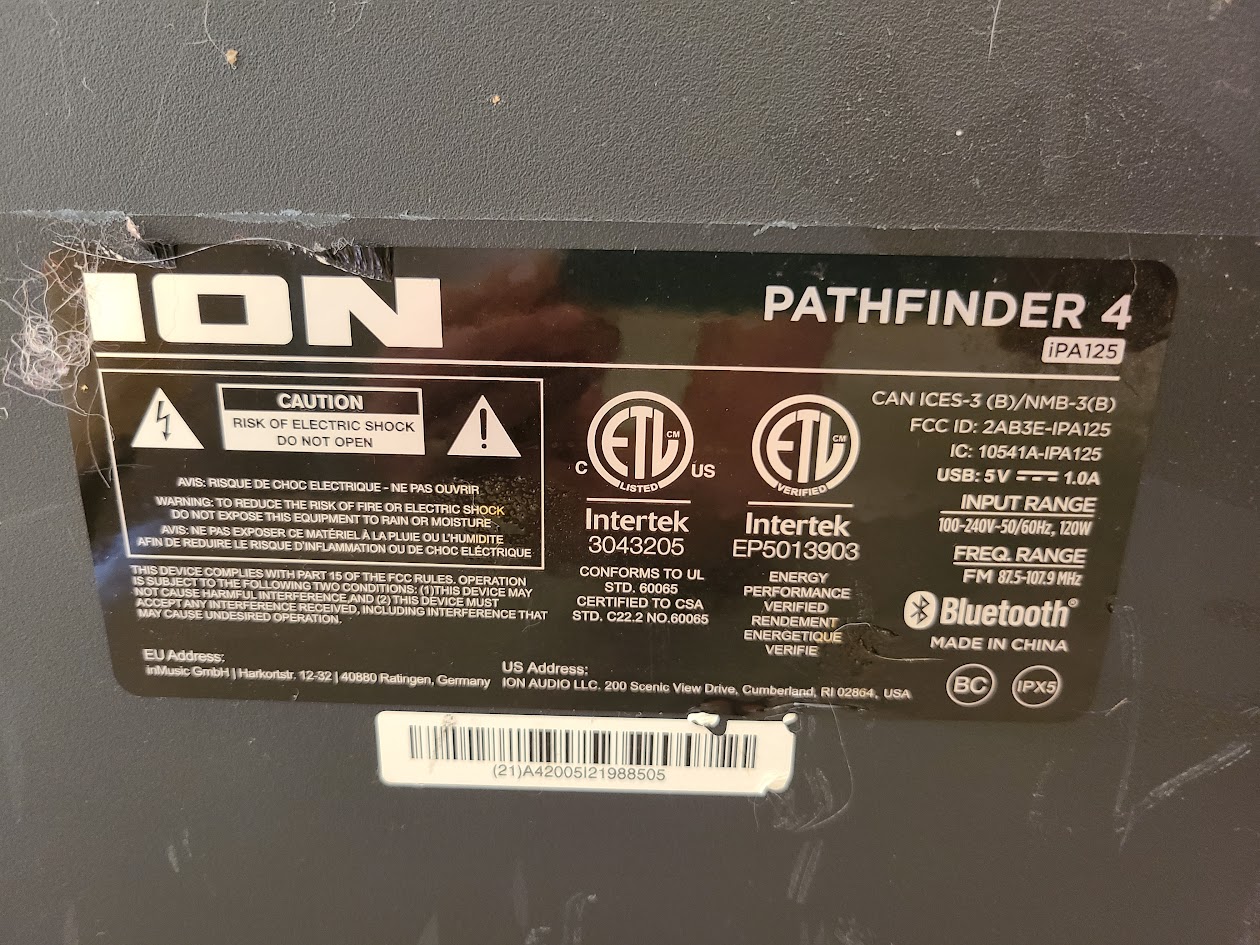 ION
PATHFINDER 4
iPA125
CAUTION
RISK OF ELECTRIC SHOCK
DO NOT OPEN
AVIS: RISQUE DE CHOC ELECTRIQUE - NE PAS OUVRIR
WARNING: TO REDUCE THE RISK OF FIRE OR ELECTRIC SHOCK
DO NOT EXPOSE THIS EQUIPMENT TO RAIN OR MOISTURE
AVIS: NE PAS EXPOSER CE MATÉRIEL À LA PLUIE OU L'HUMIDITE
AFIN DE REDUIRE LE RISQUE D'INFLAMMATION OU DE CHOC ELÉCTRIQUE
THIS DEVICE COMPLIES WITH PART 15 OF THE FCC RULES. OPERATION
IS SUBJECT TO THE FOLLOWING TWO CONDITIONS: (1)THIS DEVICE MAY
NOT CAUSE HARMFUL INTERFERENCE,AND (2) THIS DEVICE MUST
ACCEPT ANY INTERFERENCE RECEIVED, INCLUDING INTERFERENCE THAT
MAY CAUSE UNDESIRED OPERATION.
C ETL CM US
LISTED
Intertek
3043205
CONFORMS TO UL
STD. 60065
CERTIFIED TO CSA
STD. C22.2 NO.60065
ETL CM
VERIFIED
Intertek
EP5013903
ENERGY
PERFORMANCE
VERIFIED
RENDEMENT
ENERGETIQUE
VERIFIE
CAN ICES-3 (B)/NMB-3(B)
FCC ID: 2AB3E-IPA125
IC: 10541A-IPA125
USB: 5V ⎓ 1.0A
INPUT RANGE
100-240V-50/60Hz, 120W
FREQ. RANGE
FM 87.5-107.9 MHz
Bluetooth®
MADE IN CHINA
BC IPX5
EU Address:
inMusic GmbH | Harkortstr. 12-32 | 40880 Ratingen, Germany
US Address:
ION AUDIO LLC. 200 Scenic View Drive, Cumberland, RI 02864, USA
(21)A42005I21988505